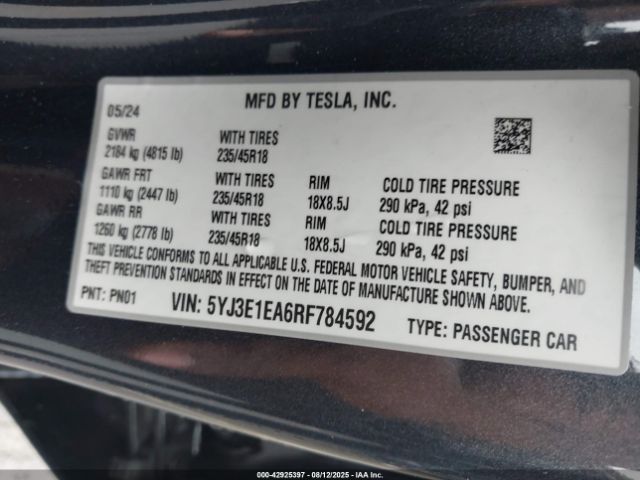 MFD BY TESLA, INC.
05/24
GVWR WITH TIRES
2184 kg (4815 lb) 235/45R18
GAWR FRT WITH TIRES RIM COLD TIRE PRESSURE
1110 kg (2447 lb) 235/45R18 18X8.5J 290 kPa, 42 psi
GAWR RR WITH TIRES RIM COLD TIRE PRESSURE
1260 kg (2778 lb) 235/45R18 18X8.5J 290 kPa, 42 psi
THIS VEHICLE CONFORMS TO ALL APPLICABLE U.S. FEDERAL MOTOR VEHICLE SAFETY, BUMPER, AND
THEFT PREVENTION STANDARDS IN EFFECT ON THE DATE OF MANUFACTURE SHOWN ABOVE.
PNT: PN01 VIN: 5YJ3E1EA6RF784592 TYPE: PASSENGER CAR
000-42925397 - 08/12/2025 - IAA